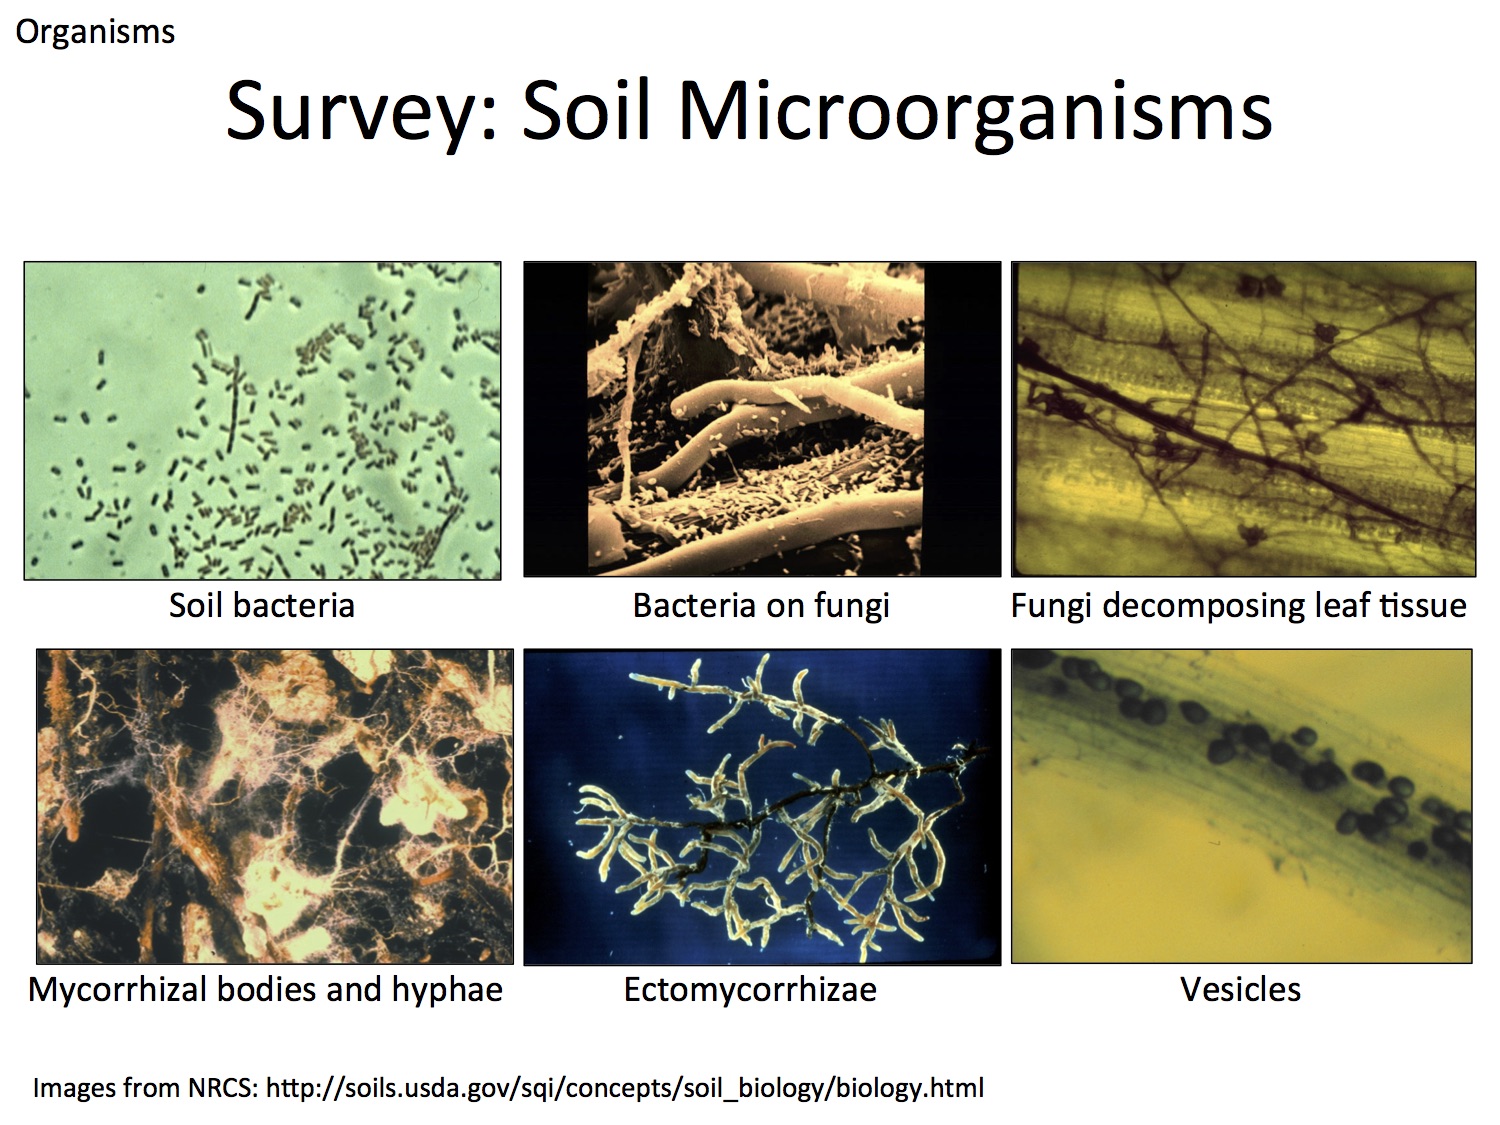 Organisms
Survey: Soil Microorganisms
Soil bacteria
Bacteria on fungi
Fungi decomposing leaf tissue
Mycorrhizal bodies and hyphae
Ectomycorrhizae
Vesicles
Images from NRCS: http://soils.usda.gov/sqi/concepts/soil_biology/biology.html